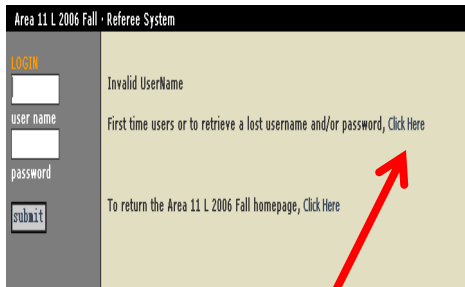 Area 11 L 2006 Fall · Referee System
LOGIN
user name
password
submit
Invalid UserName
First time users or to retrieve a lost username and/or password, Click Here
To return the Area 11 L 2006 Fall homepage, Click Here